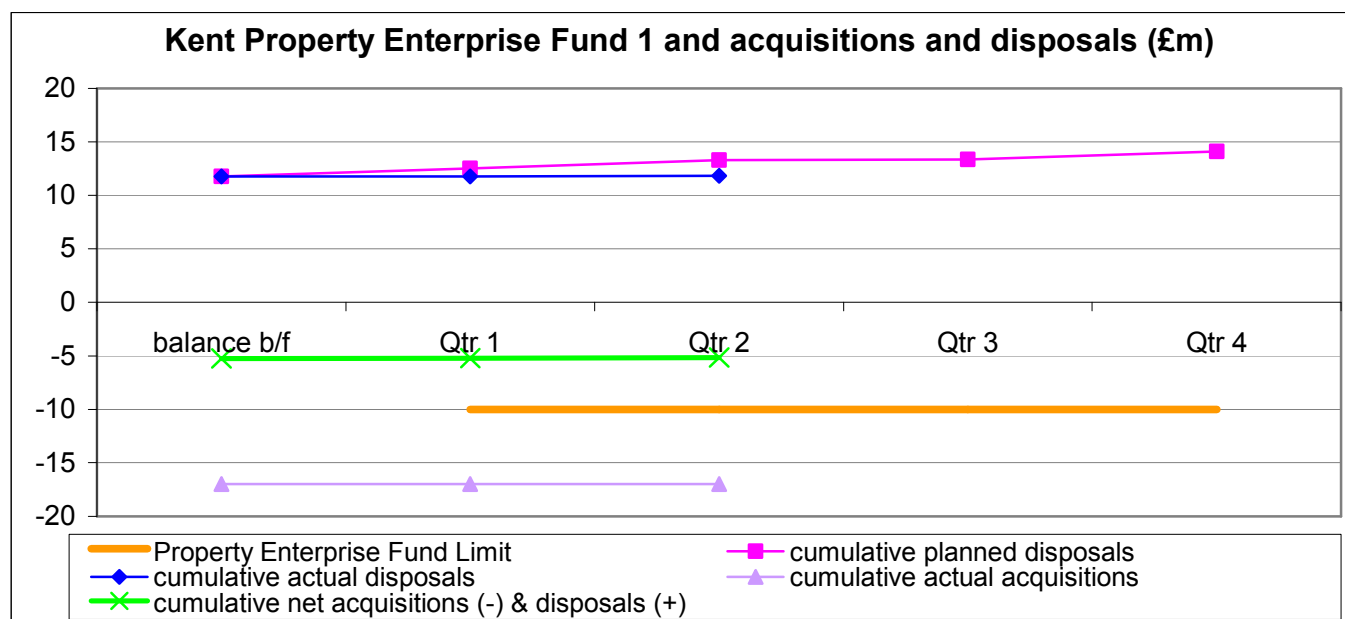 Kent Property Enterprise Fund 1 and acquisitions and disposals (£m)
20
15
10
5
0
balance b/f Qtr 1 Qtr 2 Qtr 3 Qtr 4
-5
-10
-15
-20
Property Enterprise Fund Limit cumulative planned disposals
cumulative actual disposals cumulative actual acquisitions
cumulative net acquisitions (-) & disposals (+)